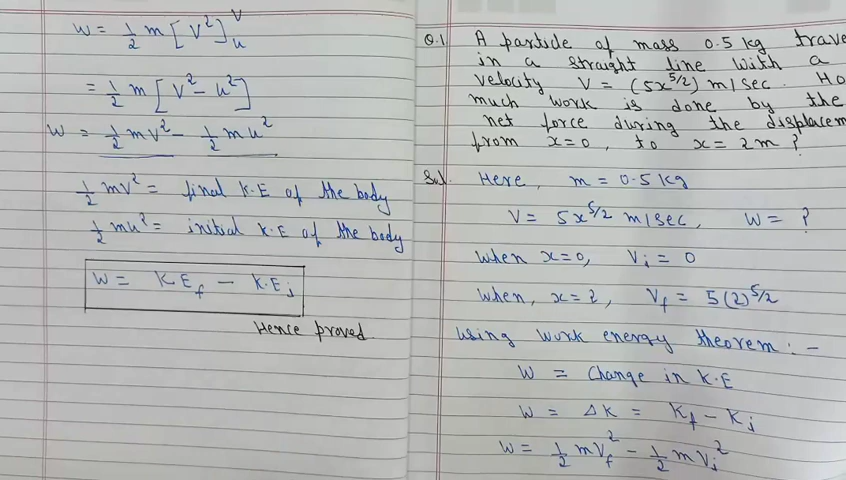 W = 1/2 m [V²]ᵥᵤ
= 1/2 m [V² - u²]
W = 1/2 mv² - 1/2 mu²
1/2 mv² = final K.E of the body
1/2 mu² = initial K.E of the body
W = K.E_f - K.E_i
Hence proved
Q.1 A particle of mass 0.5 kg trave
in a straight line with a
velocity V = (5x^5/2) m/sec. Ho
much work is done by the
net force during the displacem
from x=0, to x=2m?
Sol. Here, m = 0.5 kg
V = 5x^5/2 m/sec, W = ?
when x=0, V_i = 0
when, x=2, V_f = 5(2)^5/2
using work energy theorem :-
W = Change in K.E
W = ΔK = K_f - K_i
W = 1/2 mV_f² - 1/2 mV_i²